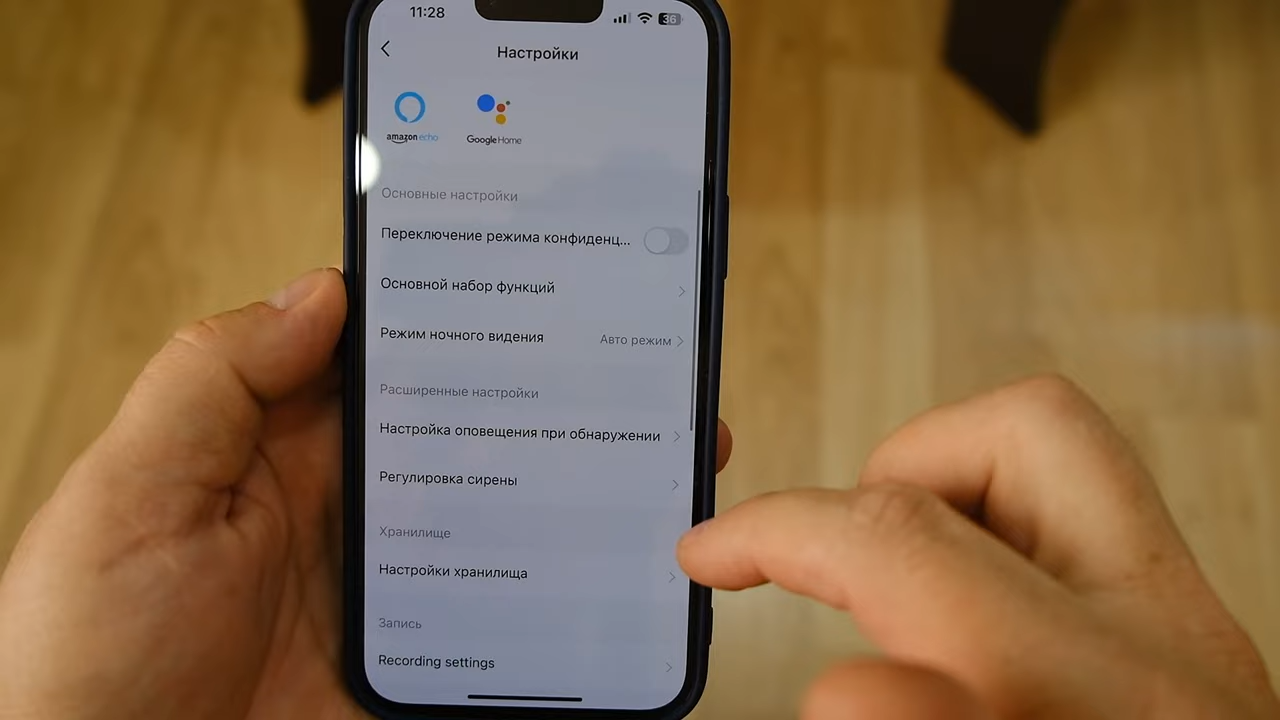 11:28
36
Настройки
amazon echo
Google Home
Основные настройки
Переключение режима конфиденц...
Основной набор функций
Режим ночного видения
Авто режим
Расширенные настройки
Настройка оповещения при обнаружении
Регулировка сирены
Хранилище
Настройки хранилища
Запись
Recording settings